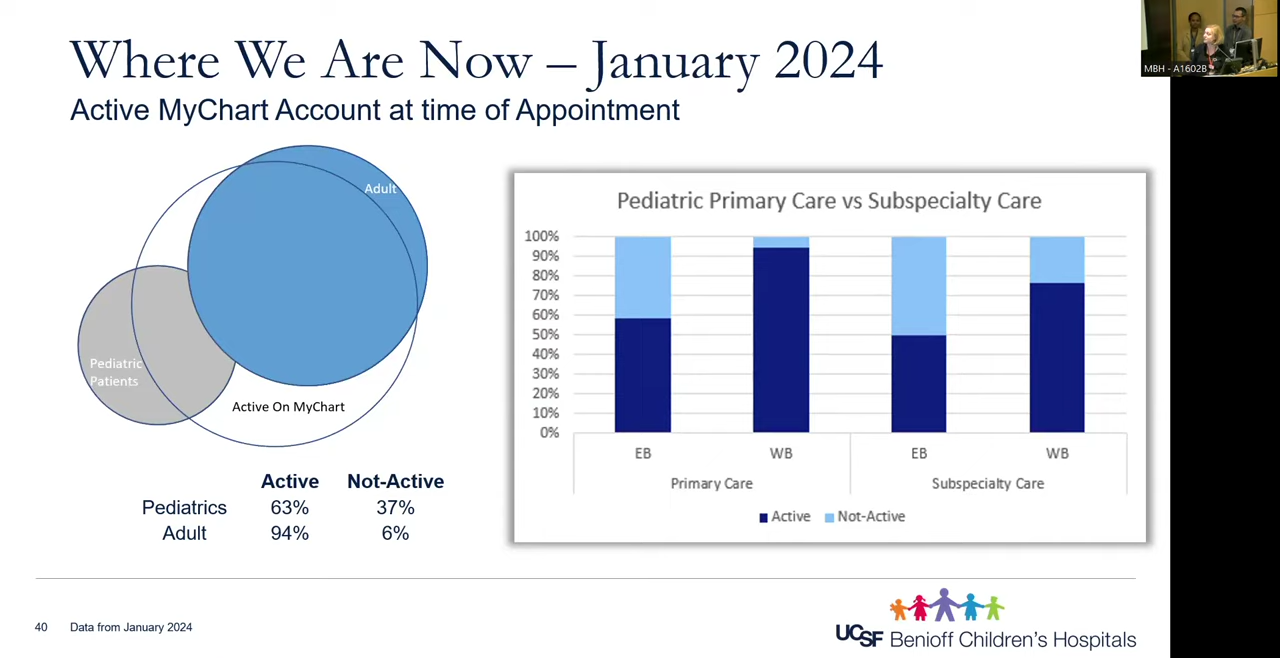 Where We Are Now – January 2024
Active MyChart Account at time of Appointment
MBH - A1602B
Adult
Pediatric
Patients
Active On MyChart
Active Not-Active
Pediatrics 63% 37%
Adult 94% 6%
Pediatric Primary Care vs Subspecialty Care
100%
90%
80%
70%
60%
50%
40%
30%
20%
10%
0%
EB WB EB WB
Primary Care Subspecialty Care
Active Not-Active
40 Data from January 2024
UCSF Benioff Children's Hospitals